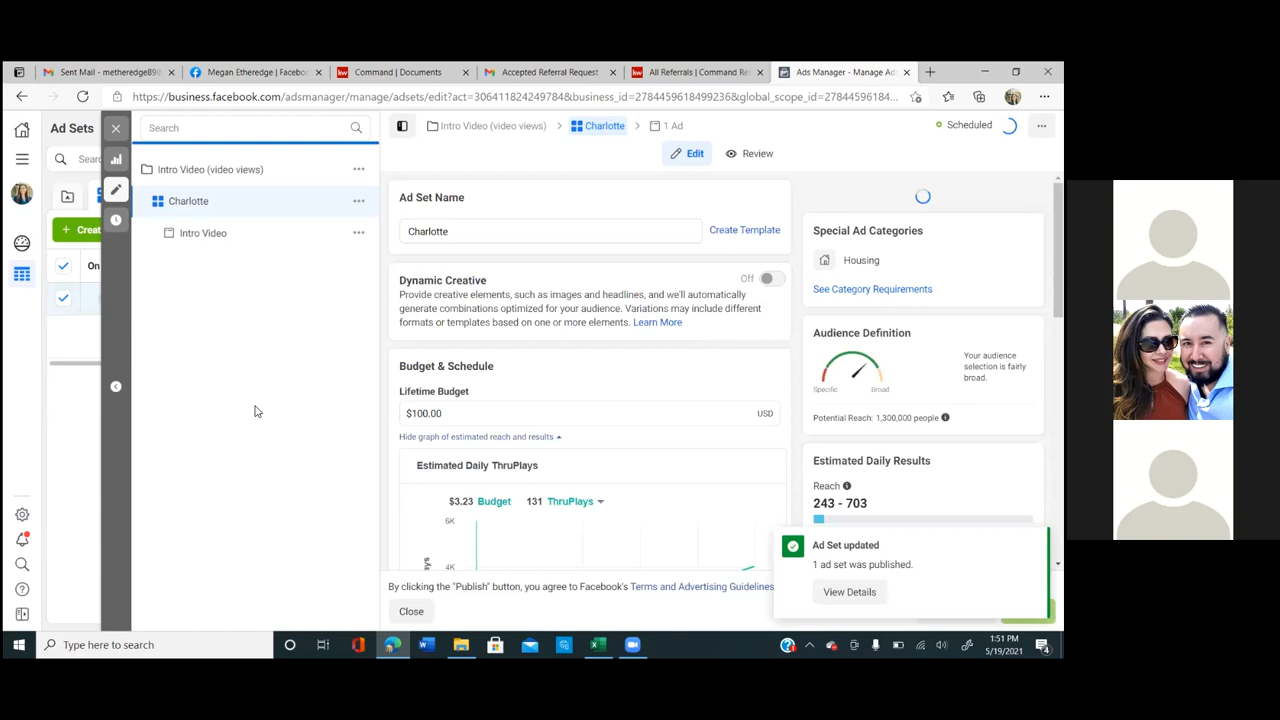 Sent Mail - metheredge890
Megan Etheredge | Facebo
Command | Documents
Accepted Referral Request
All Referrals | Command Re
Ads Manager - Manage Ad
https://business.facebook.com/adsmanager/manage/adsets/edit?act=306411824249784&business_id=2784459618499236&global_scope_id=27844596184...
Ad Sets
Search
Intro Video (video views)
Charlotte
1 Ad
Scheduled
Edit
Review
Sear
Intro Video (video views)
Charlotte
Intro Video
+ Creat
On
Ad Set Name
Charlotte
Create Template
Dynamic Creative
Off
Provide creative elements, such as images and headlines, and we'll automatically
generate combinations optimized for your audience. Variations may include different
formats or templates based on one or more elements. Learn More
Budget & Schedule
Lifetime Budget
$100.00
USD
Hide graph of estimated reach and results
Estimated Daily ThruPlays
$3.23 Budget 131 ThruPlays
6K
4K
ys
Special Ad Categories
Housing
See Category Requirements
Audience Definition
Your audience
selection is fairly
broad.
Specific
Broad
Potential Reach: 1,300,000 people
Estimated Daily Results
Reach
243 - 703
Ad Set updated
1 ad set was published.
View Details
By clicking the "Publish" button, you agree to Facebook's Terms and Advertising Guidelines
Close
Type here to search
1:51 PM
5/19/2021
4